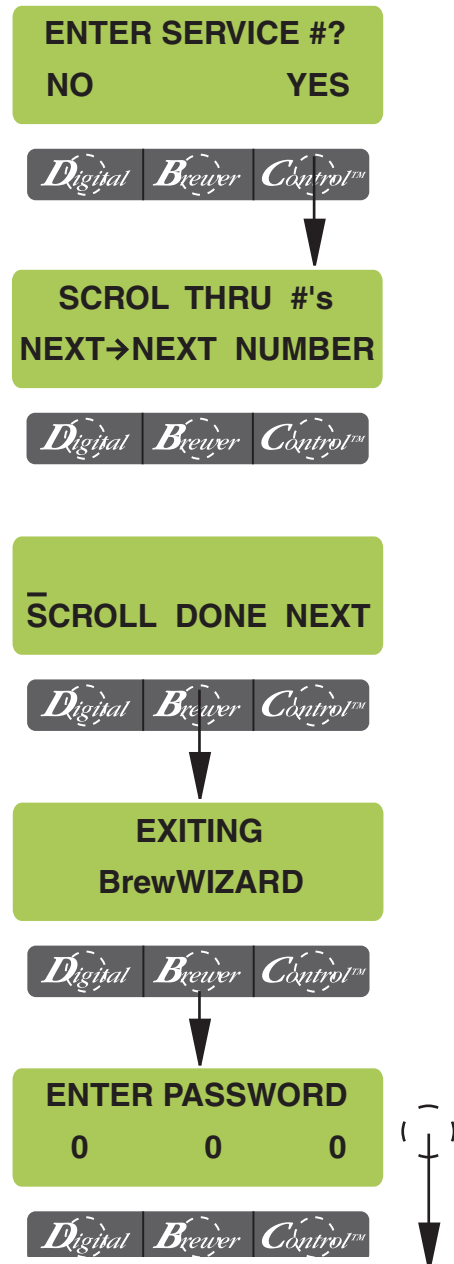 ENTER SERVICE #?
NO YES
Digital Brewer Control™
SCROL THRU #'s
NEXT→NEXT NUMBER
Digital Brewer Control™
SCROLL DONE NEXT
Digital Brewer Control™
EXITING
BrewWIZARD
Digital Brewer Control™
ENTER PASSWORD
0 0 0
Digital Brewer Control™